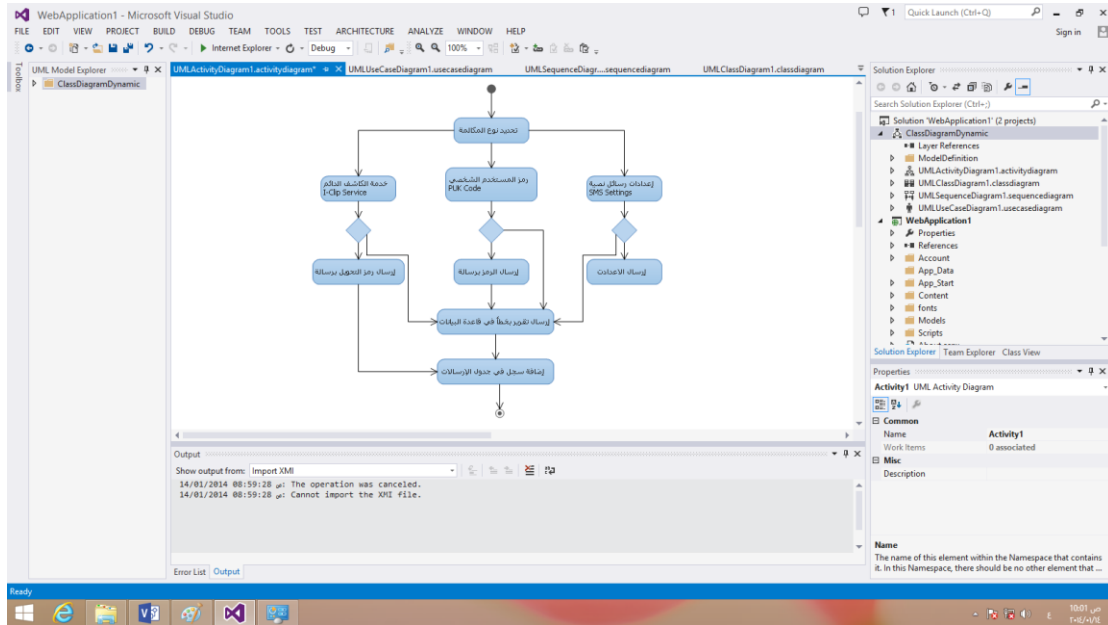 WebApplication1 - Microsoft Visual Studio
1
Quick Launch (Ctrl+Q)
FILE EDIT VIEW PROJECT BUILD DEBUG TEAM TOOLS TEST ARCHITECTURE ANALYZE WINDOW HELP
Sign in
Internet Explorer
Debug
100%
Toolbox
UML Model Explorer
ClassDiagramDynamic
UMLActivityDiagram1.activitydiagram*
UMLUseCaseDiagram1.usecasediagram
UMLSequenceDiagr....sequencediagram
UMLClassDiagram1.classdiagram
تحديد نوع المكالمة
خدمة الكاشف الدائم
I-Clip Service
رمز المستخدم الشخصي
PUK Code
إعدادات رسائل نصية
SMS Settings
إرسال رمز التحويل برسالة
إرسال الرمز برسالة
إرسال الاعدادت
إرسال تقرير بخطأ في قاعدة البيانات
إضافة سجل في جدول الإرسالات
Output
Show output from: Import XMI
14/01/2014 08:59:28 ص: The operation was canceled.
14/01/2014 08:59:28 ص: Cannot import the XMI file.
Error List Output
Solution Explorer
Search Solution Explorer (Ctrl+;)
Solution 'WebApplication1' (2 projects)
ClassDiagramDynamic
Layer References
ModelDefinition
UMLActivityDiagram1.activitydiagram
UMLClassDiagram1.classdiagram
UMLSequenceDiagram1.sequencediagram
UMLUseCaseDiagram1.usecasediagram
WebApplication1
Properties
References
Account
App_Data
App_Start
Content
fonts
Models
Scripts
Solution Explorer Team Explorer Class View
Properties
Activity1 UML Activity Diagram
Common
Name Activity1
Work Items 0 associated
Misc
Description
Name
The name of this element within the Namespace that contains
it. In this Namespace, there should be no other element that ...
Ready
ع
10:01 ص
٢٠١٤/٠١/١٤